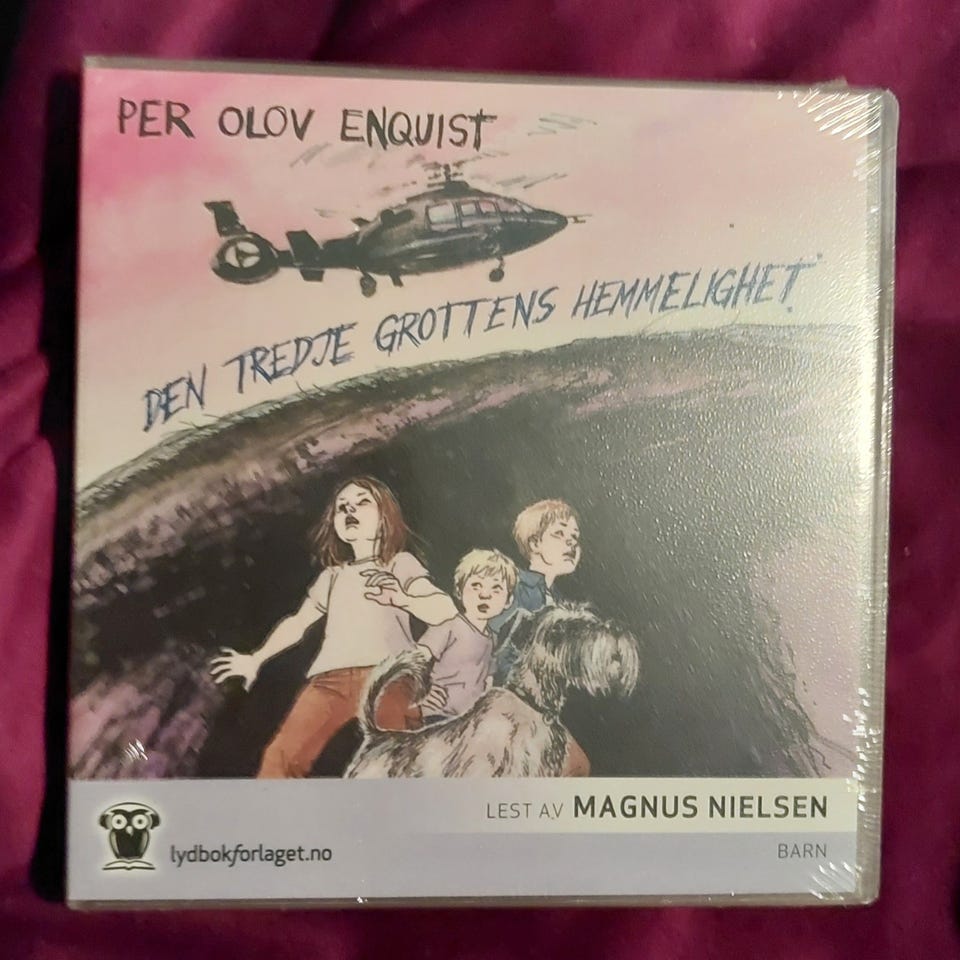 PER OLOV ENQUIST
DEN TREDJE GROTTENS HEMMELIGHET
LEST AV MAGNUS NIELSEN
lydbokforlaget.no
BARN